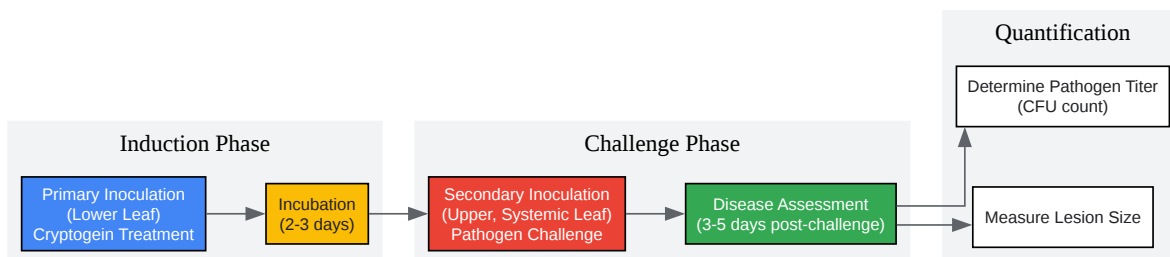 Induction Phase
Primary Inoculation
(Lower Leaf)
Cryptogein Treatment
Incubation
(2-3 days)
Challenge Phase
Secondary Inoculation
(Upper, Systemic Leaf)
Pathogen Challenge
Disease Assessment
(3-5 days post-challenge)
Quantification
Determine Pathogen Titer
(CFU count)
Measure Lesion Size